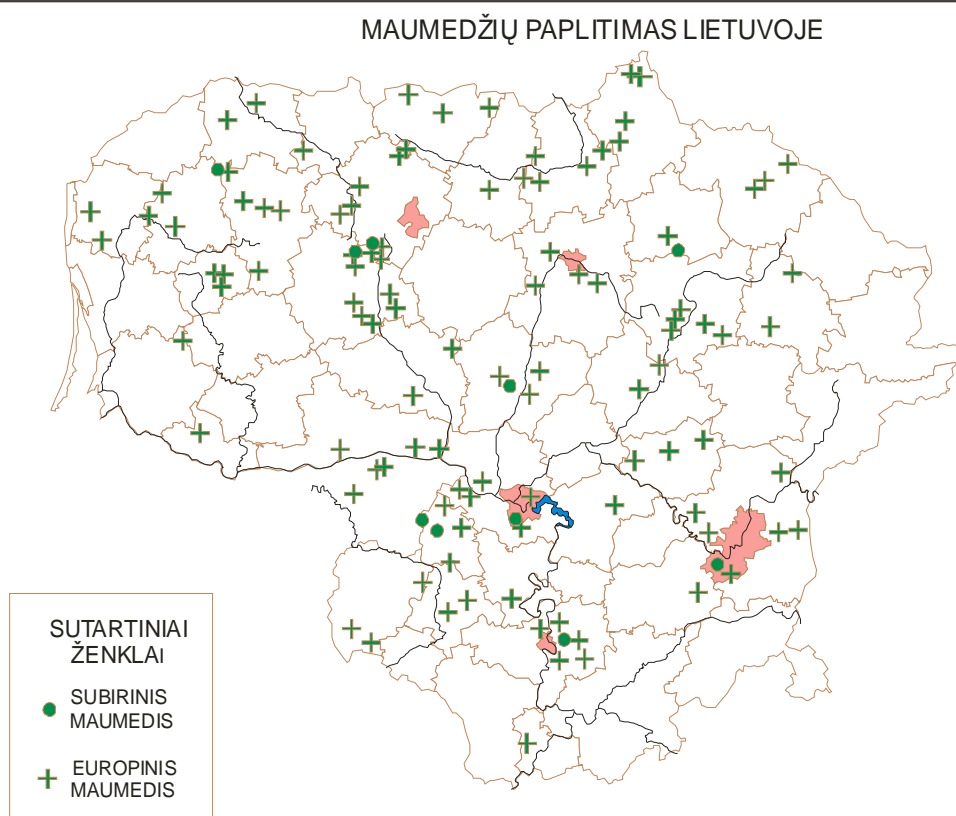 MAUMEDŽIŲ PAPLITIMAS LIETUVOJE
SUTARTINIAI
ŽENKLAI
SUBIRINIS
MAUMEDIS
EUROPINIS
MAUMEDIS